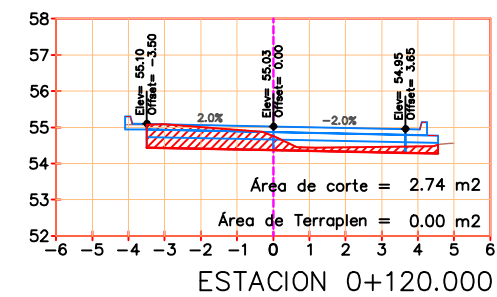 58
57
56
55
54
53
52
Elev= 55.10
Offset= -3.50
Elev= 55.03
Offset= 0.00
Elev= 54.95
Offset= 3.65
2.0%
-2.0%
Área de corte = 2.74 m2
Área de Terraplen = 0.00 m2
-6 -5 -4 -3 -2 -1 0 1 2 3 4 5 6
ESTACION 0+120.000